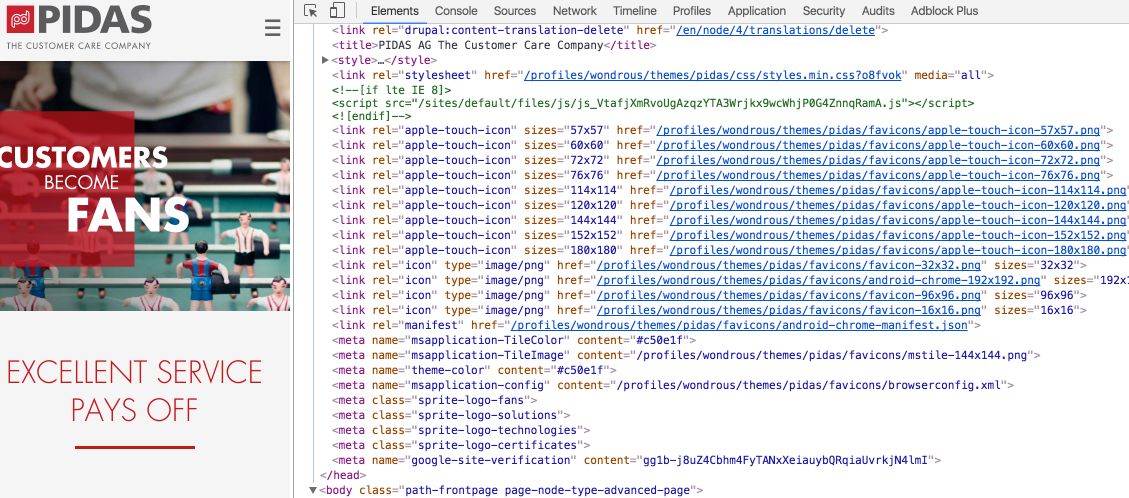 PIDAS
THE CUSTOMER CARE COMPANY
CUSTOMERS
BECOME
FANS
EXCELLENT SERVICE
PAYS OFF
Elements Console Sources Network Timeline Profiles Application Security Audits Adblock Plus
<link rel="drupal:content-translation-delete" href="/en/node/4/translations/delete">
<title>PIDAS AG The Customer Care Company</title>
▶<style>…</style>
<link rel="stylesheet" href="/profiles/wondrous/themes/pidas/css/styles.min.css?o8fvok" media="all">
<!--[if lte IE 8]>
<script src="/sites/default/files/js/js_VtafjXmRvoUgAzqzYTA3Wrjkx9wcWhjP0G4ZnnqRamA.js"></script>
<![endif]-->
<link rel="apple-touch-icon" sizes="57x57" href="/profiles/wondrous/themes/pidas/favicons/apple-touch-icon-57x57.png">
<link rel="apple-touch-icon" sizes="60x60" href="/profiles/wondrous/themes/pidas/favicons/apple-touch-icon-60x60.png">
<link rel="apple-touch-icon" sizes="72x72" href="/profiles/wondrous/themes/pidas/favicons/apple-touch-icon-72x72.png">
<link rel="apple-touch-icon" sizes="76x76" href="/profiles/wondrous/themes/pidas/favicons/apple-touch-icon-76x76.png">
<link rel="apple-touch-icon" sizes="114x114" href="/profiles/wondrous/themes/pidas/favicons/apple-touch-icon-114x114.png"
<link rel="apple-touch-icon" sizes="120x120" href="/profiles/wondrous/themes/pidas/favicons/apple-touch-icon-120x120.png"
<link rel="apple-touch-icon" sizes="144x144" href="/profiles/wondrous/themes/pidas/favicons/apple-touch-icon-144x144.png"
<link rel="apple-touch-icon" sizes="152x152" href="/profiles/wondrous/themes/pidas/favicons/apple-touch-icon-152x152.png"
<link rel="apple-touch-icon" sizes="180x180" href="/profiles/wondrous/themes/pidas/favicons/apple-touch-icon-180x180.png"
<link rel="icon" type="image/png" href="/profiles/wondrous/themes/pidas/favicons/favicon-32x32.png" sizes="32x32">
<link rel="icon" type="image/png" href="/profiles/wondrous/themes/pidas/favicons/android-chrome-192x192.png" sizes="192x1
<link rel="icon" type="image/png" href="/profiles/wondrous/themes/pidas/favicons/favicon-96x96.png" sizes="96x96">
<link rel="icon" type="image/png" href="/profiles/wondrous/themes/pidas/favicons/favicon-16x16.png" sizes="16x16">
<link rel="manifest" href="/profiles/wondrous/themes/pidas/favicons/android-chrome-manifest.json">
<meta name="msapplication-TileColor" content="#c50e1f">
<meta name="msapplication-TileImage" content="/profiles/wondrous/themes/pidas/favicons/mstile-144x144.png">
<meta name="theme-color" content="#c50e1f">
<meta name="msapplication-config" content="/profiles/wondrous/themes/pidas/favicons/browserconfig.xml">
<meta class="sprite-logo-fans">
<meta class="sprite-logo-solutions">
<meta class="sprite-logo-technologies">
<meta class="sprite-logo-certificates">
<meta name="google-site-verification" content="gg1b-j8uZ4Cbhm4FyTANxXeiauybQRqiaUvrkjN4lmI">
</head>
▼<body class="path-frontpage page-node-type-advanced-page">